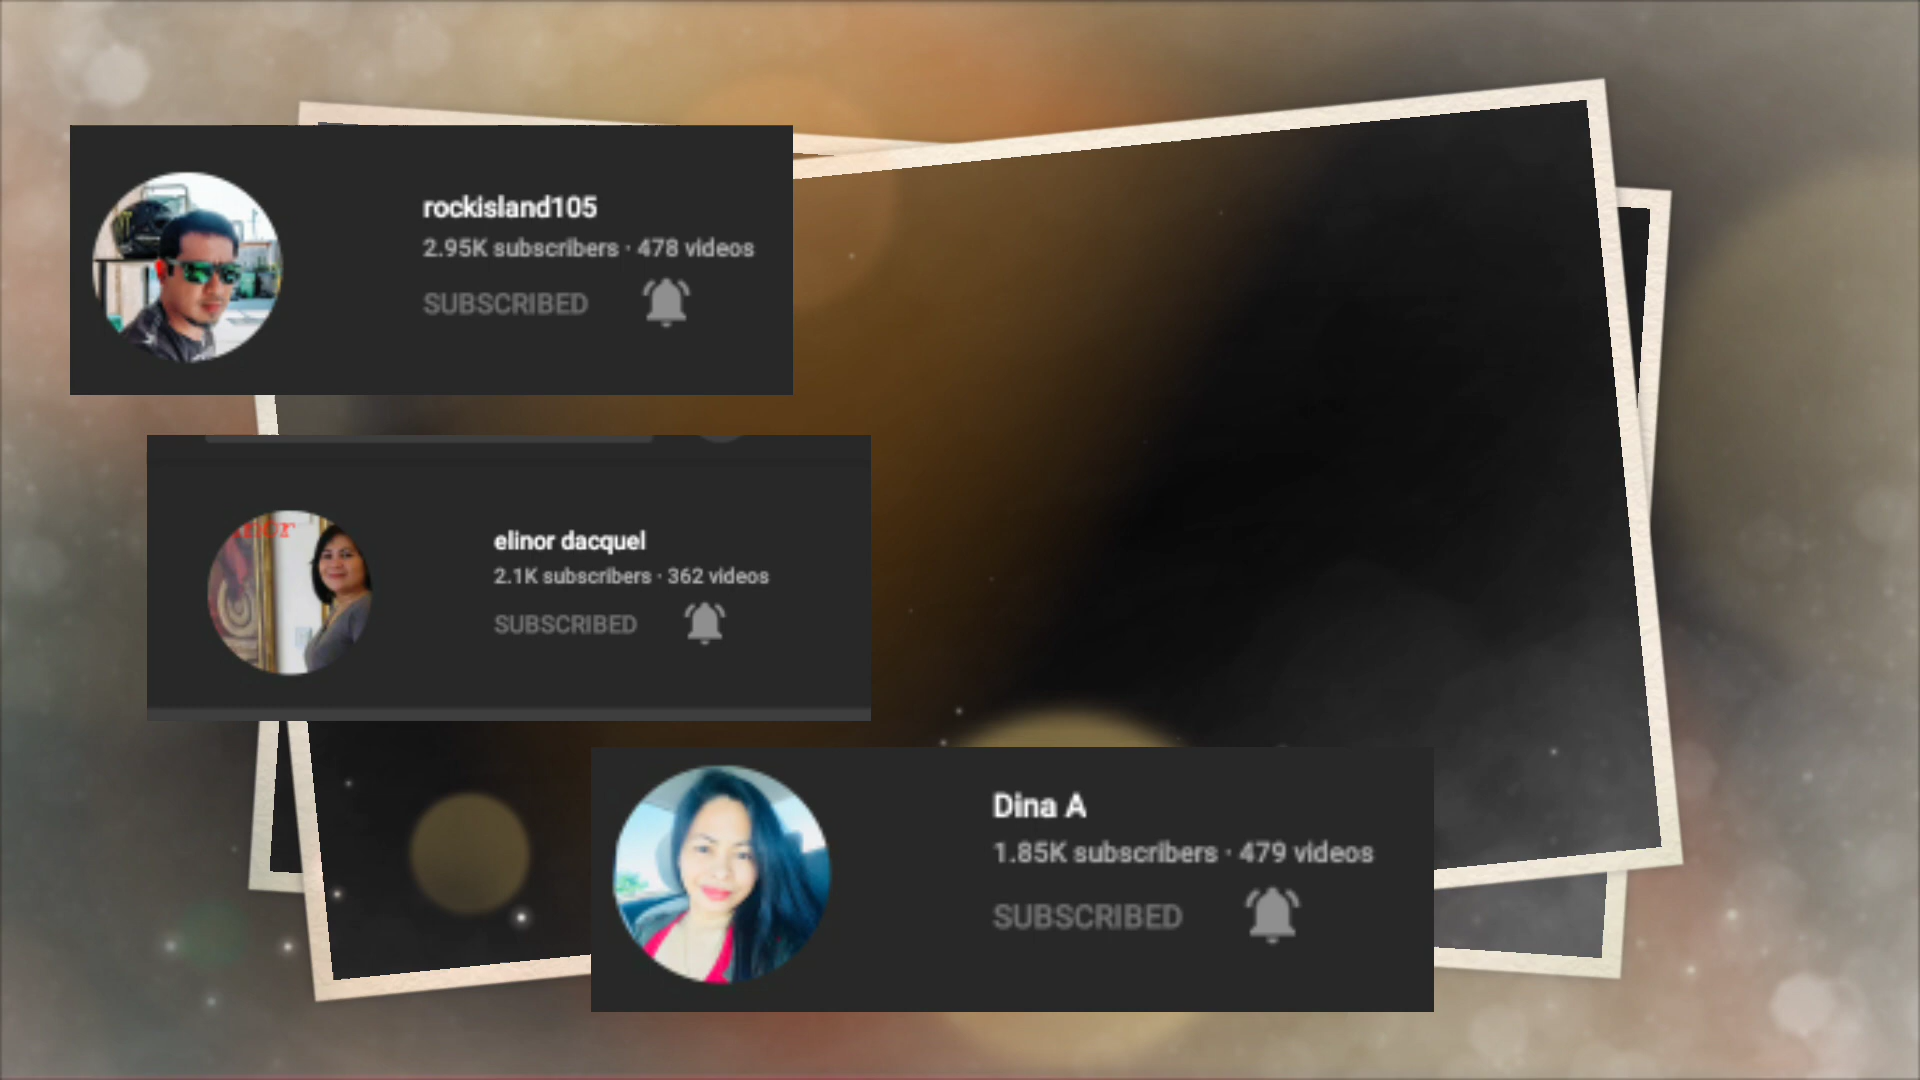 rockisland105
2.95K subscribers · 478 videos
SUBSCRIBED
elinor dacquel
2.1K subscribers · 362 videos
SUBSCRIBED
Dina A
1.85K subscribers · 479 videos
SUBSCRIBED